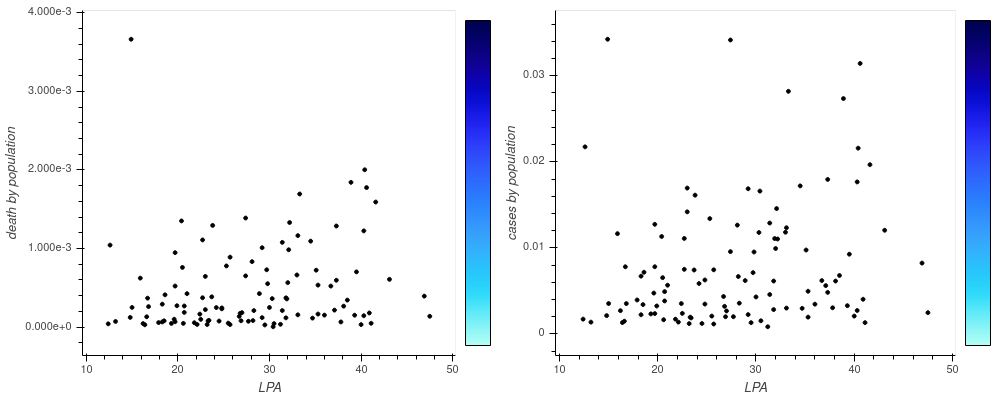 4.000e-3
3.000e-3
2.000e-3
1.000e-3
0.000e+0
death by population
10 20 30 40 50
LPA
0.03
0.02
0.01
0
cases by population
10 20 30 40 50
LPA